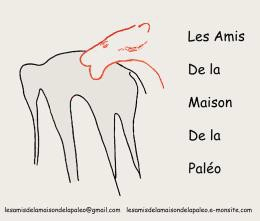 Les Amis
De la
Maison
De la
Paléo
lesamisdelamaisondelapaleo@gmail.com lesamisdelamaisondelapaleo.e-monsite.com